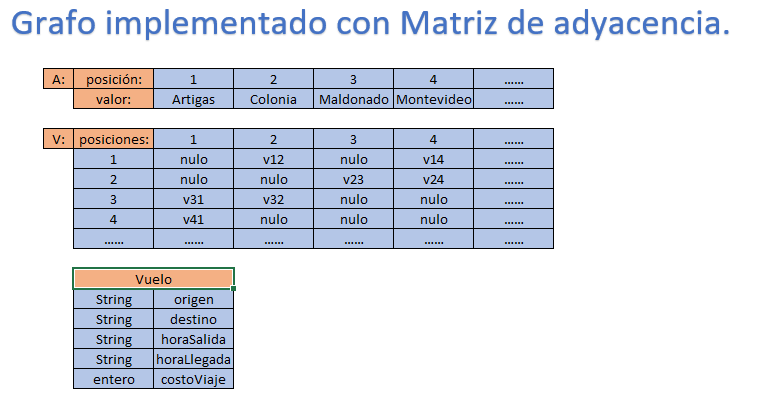 Grafo implementado con Matriz de adyacencia.
A: posición: 1 2 3 4 ......
valor: Artigas Colonia Maldonado Montevideo ......
V: posiciones: 1 2 3 4 ......
1 nulo v12 nulo v14 ......
2 nulo nulo v23 v24 ......
3 v31 v32 nulo nulo ......
4 v41 nulo nulo nulo ......
...... ...... ...... ...... ...... ......
Vuelo
String origen
String destino
String horaSalida
String horaLlegada
entero costoViaje